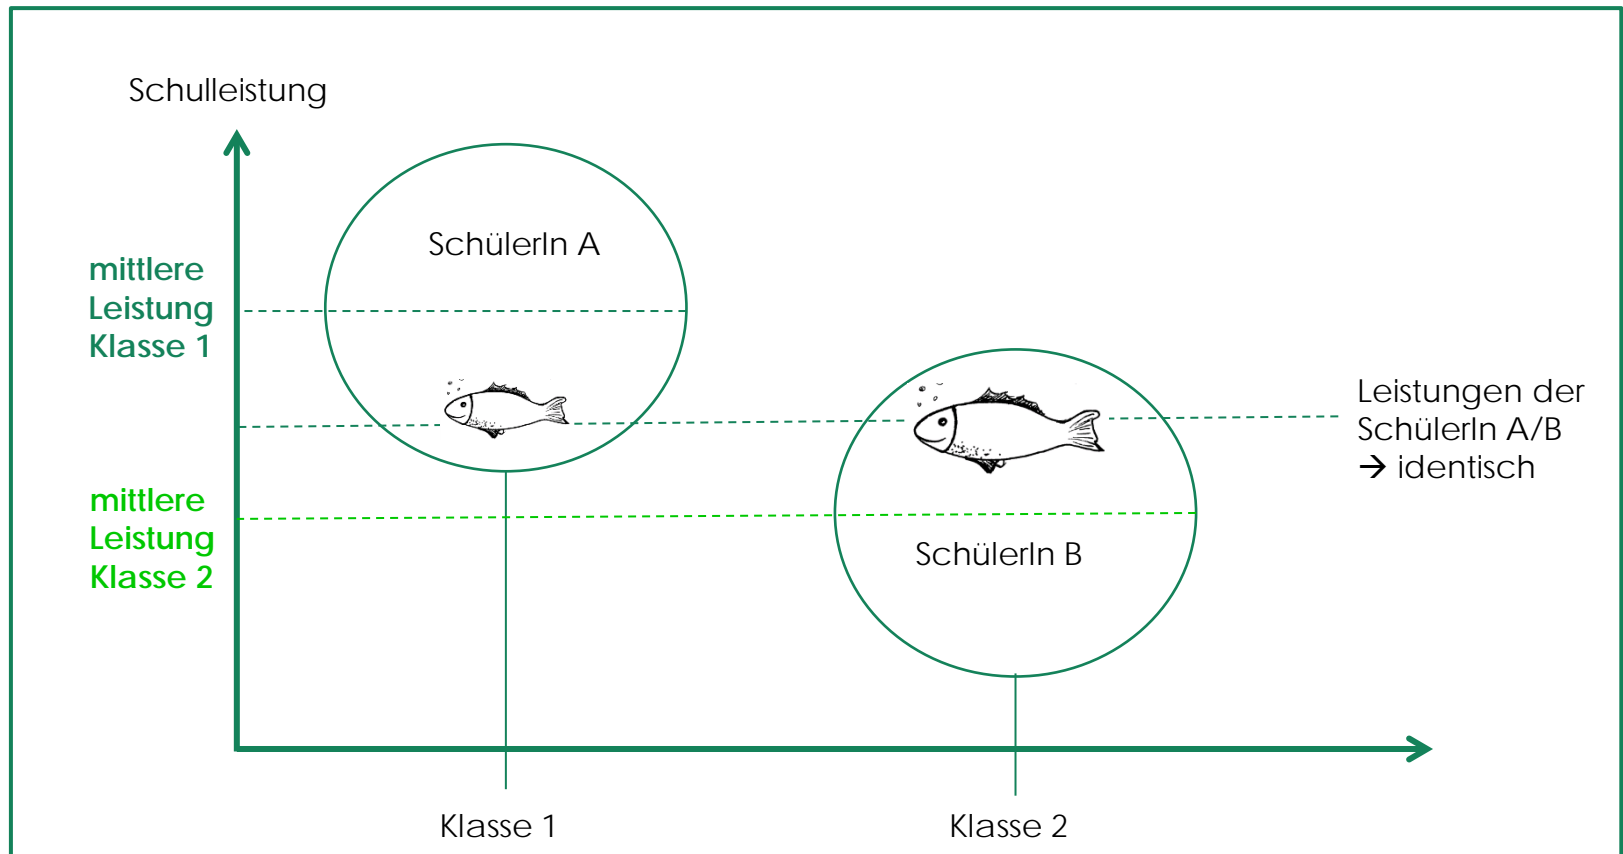 Schulleistung
SchülerIn A
mittlere
Leistung
Klasse 1
Leistungen der
SchülerIn A/B
→ identisch
mittlere
Leistung
Klasse 2
SchülerIn B
Klasse 1
Klasse 2